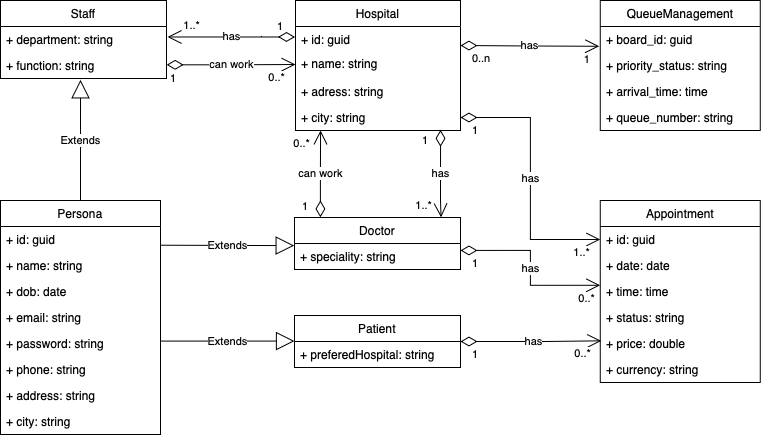 Staff
+ department: string
+ function: string
1..*
has
1
1
can work
0..*
Hospital
+ id: guid
+ name: string
+ adress: string
+ city: string
0..n
has
1
QueueManagement
+ board_id: guid
+ priority_status: string
+ arrival_time: time
+ queue_number: string
Extends
0..*
can work
1
1
has
1..*
1
has
1..*
Persona
+ id: guid
+ name: string
+ dob: date
+ email: string
+ password: string
+ phone: string
+ address: string
+ city: string
Extends
Doctor
+ speciality: string
1
has
0..*
Extends
Patient
+ preferedHospital: string
1
has
0..*
Appointment
+ id: guid
+ date: date
+ time: time
+ status: string
+ price: double
+ currency: string